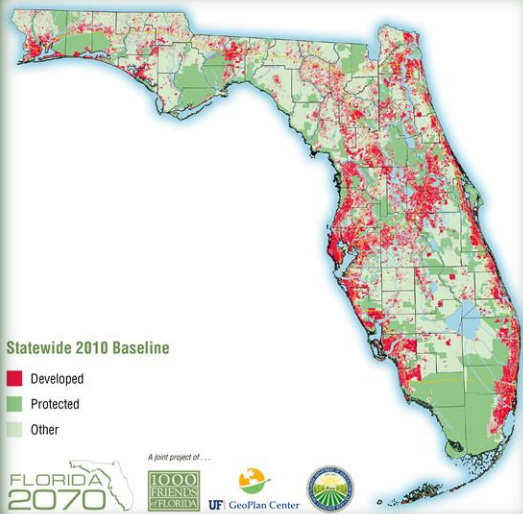 Statewide 2010 Baseline
Developed
Protected
Other
A joint project of . . .
FLORIDA
2070
1000
FRIENDS
OF FLORIDA
UF GeoPlan Center